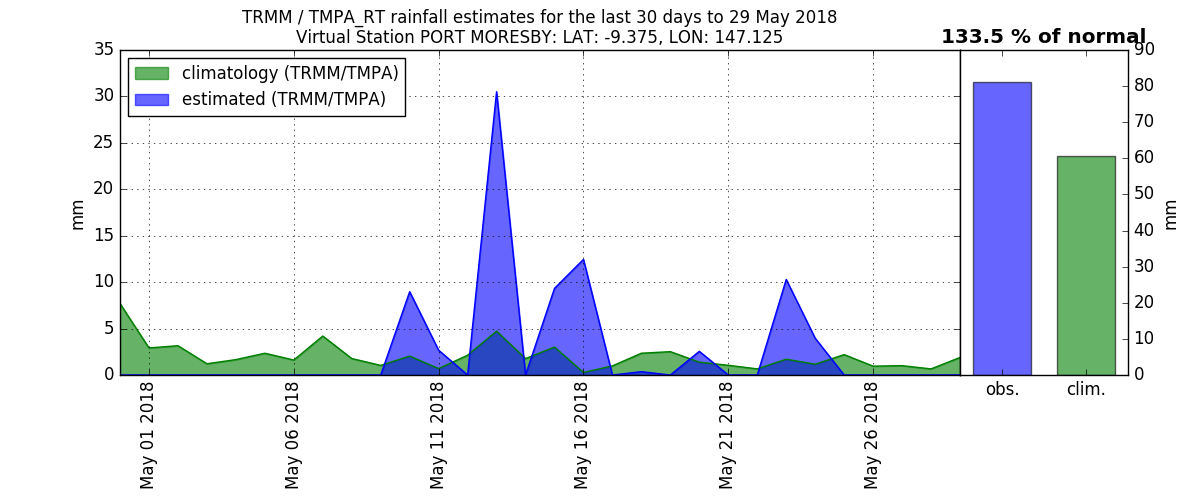 TRMM / TMPA_RT rainfall estimates for the last 30 days to 29 May 2018
Virtual Station PORT MORESBY: LAT: -9.375, LON: 147.125
133.5 % of normal
climatology (TRMM/TMPA)
estimated (TRMM/TMPA)
35
30
25
20
15
10
5
0
mm
May 01 2018
May 06 2018
May 11 2018
May 16 2018
May 21 2018
May 26 2018
obs.
clim.
90
80
70
60
50
40
30
20
10
0
mm